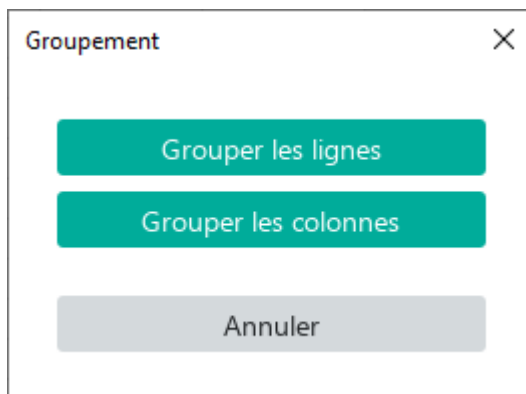 Groupement
Grouper les lignes
Grouper les colonnes
Annuler